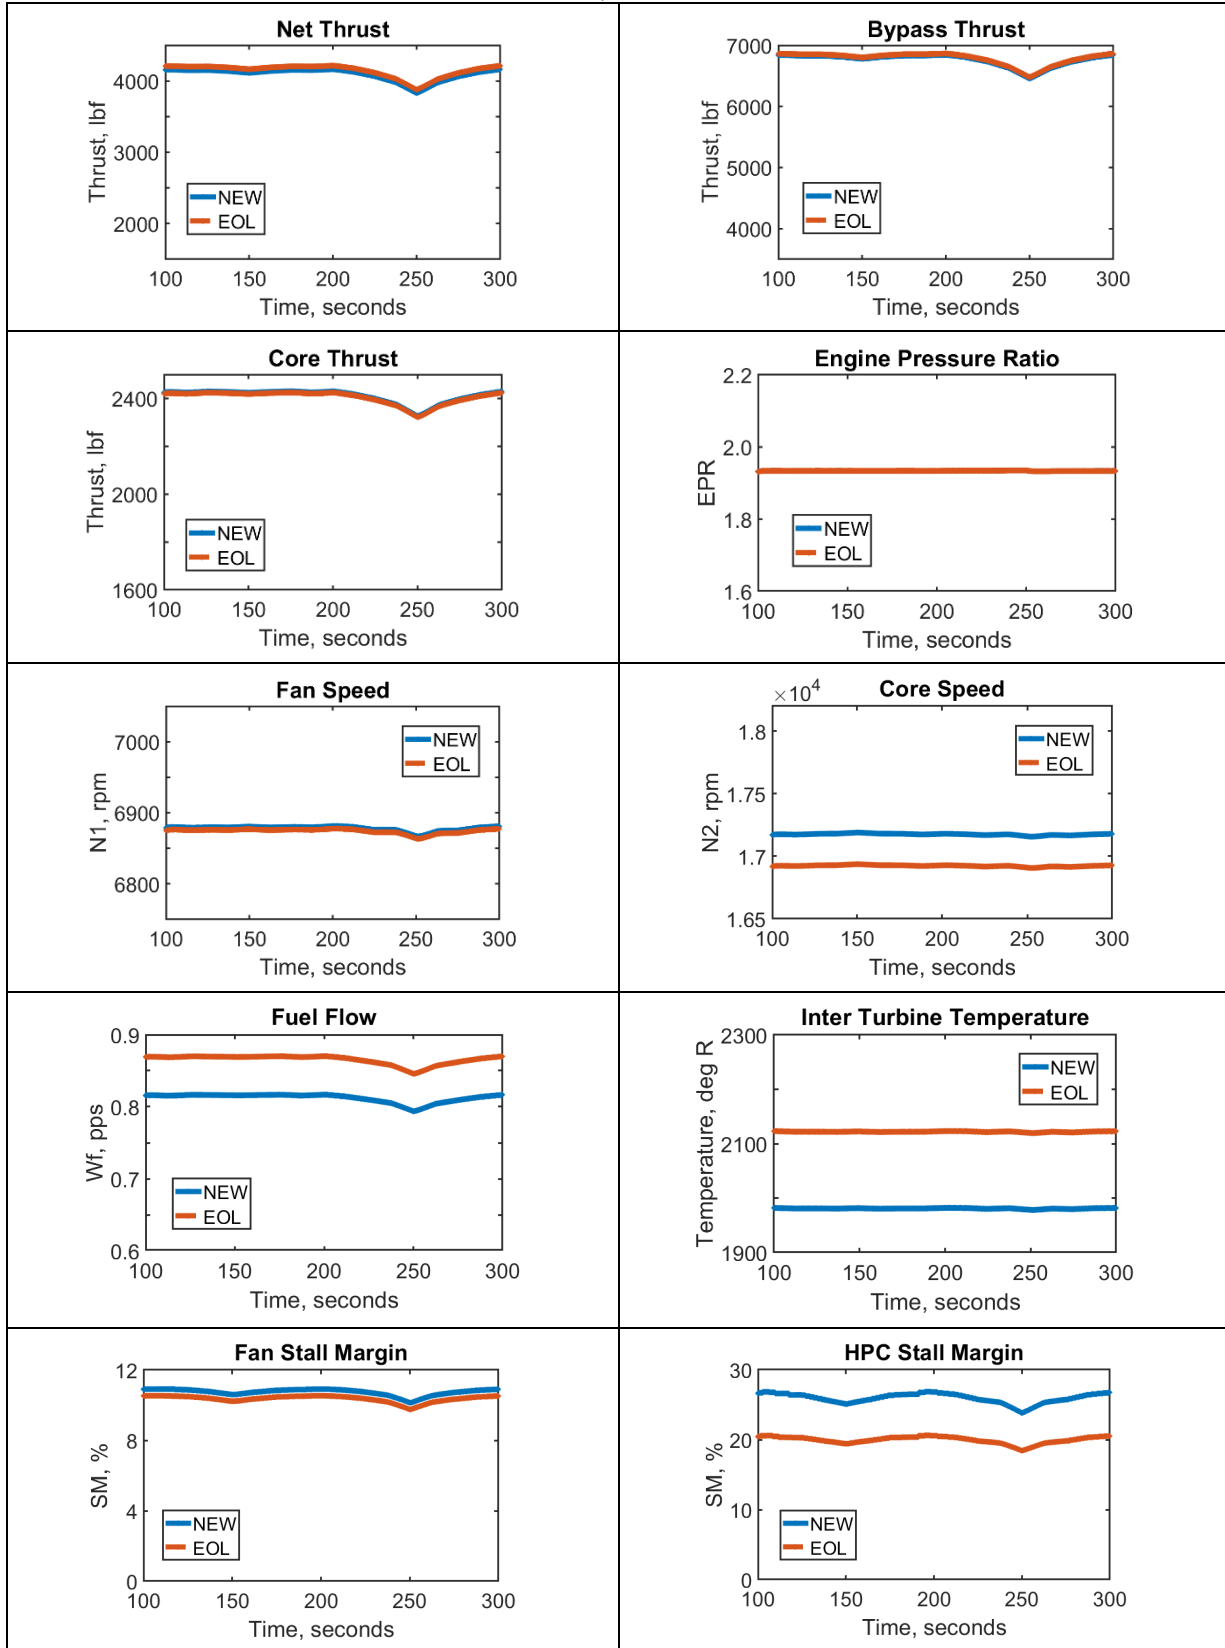 Net Thrust
4000
3000
2000
Thrust, lbf
NEW
EOL
100 150 200 250 300
Time, seconds
Bypass Thrust
7000
6000
5000
4000
Thrust, lbf
NEW
EOL
100 150 200 250 300
Time, seconds
Core Thrust
2400
2000
1600
Thrust, lbf
NEW
EOL
100 150 200 250 300
Time, seconds
Engine Pressure Ratio
2.2
2.0
1.8
1.6
EPR
NEW
EOL
100 150 200 250 300
Time, seconds
Fan Speed
7000
6900
6800
N1, rpm
NEW
EOL
100 150 200 250 300
Time, seconds
Core Speed
×10⁴
1.8
1.75
1.7
1.65
N2, rpm
NEW
EOL
100 150 200 250 300
Time, seconds
Fuel Flow
0.9
0.8
0.7
0.6
Wf, pps
NEW
EOL
100 150 200 250 300
Time, seconds
Inter Turbine Temperature
2300
2100
1900
Temperature, deg R
NEW
EOL
100 150 200 250 300
Time, seconds
Fan Stall Margin
12
8
4
0
SM, %
NEW
EOL
100 150 200 250 300
Time, seconds
HPC Stall Margin
30
20
10
0
SM, %
NEW
EOL
100 150 200 250 300
Time, seconds